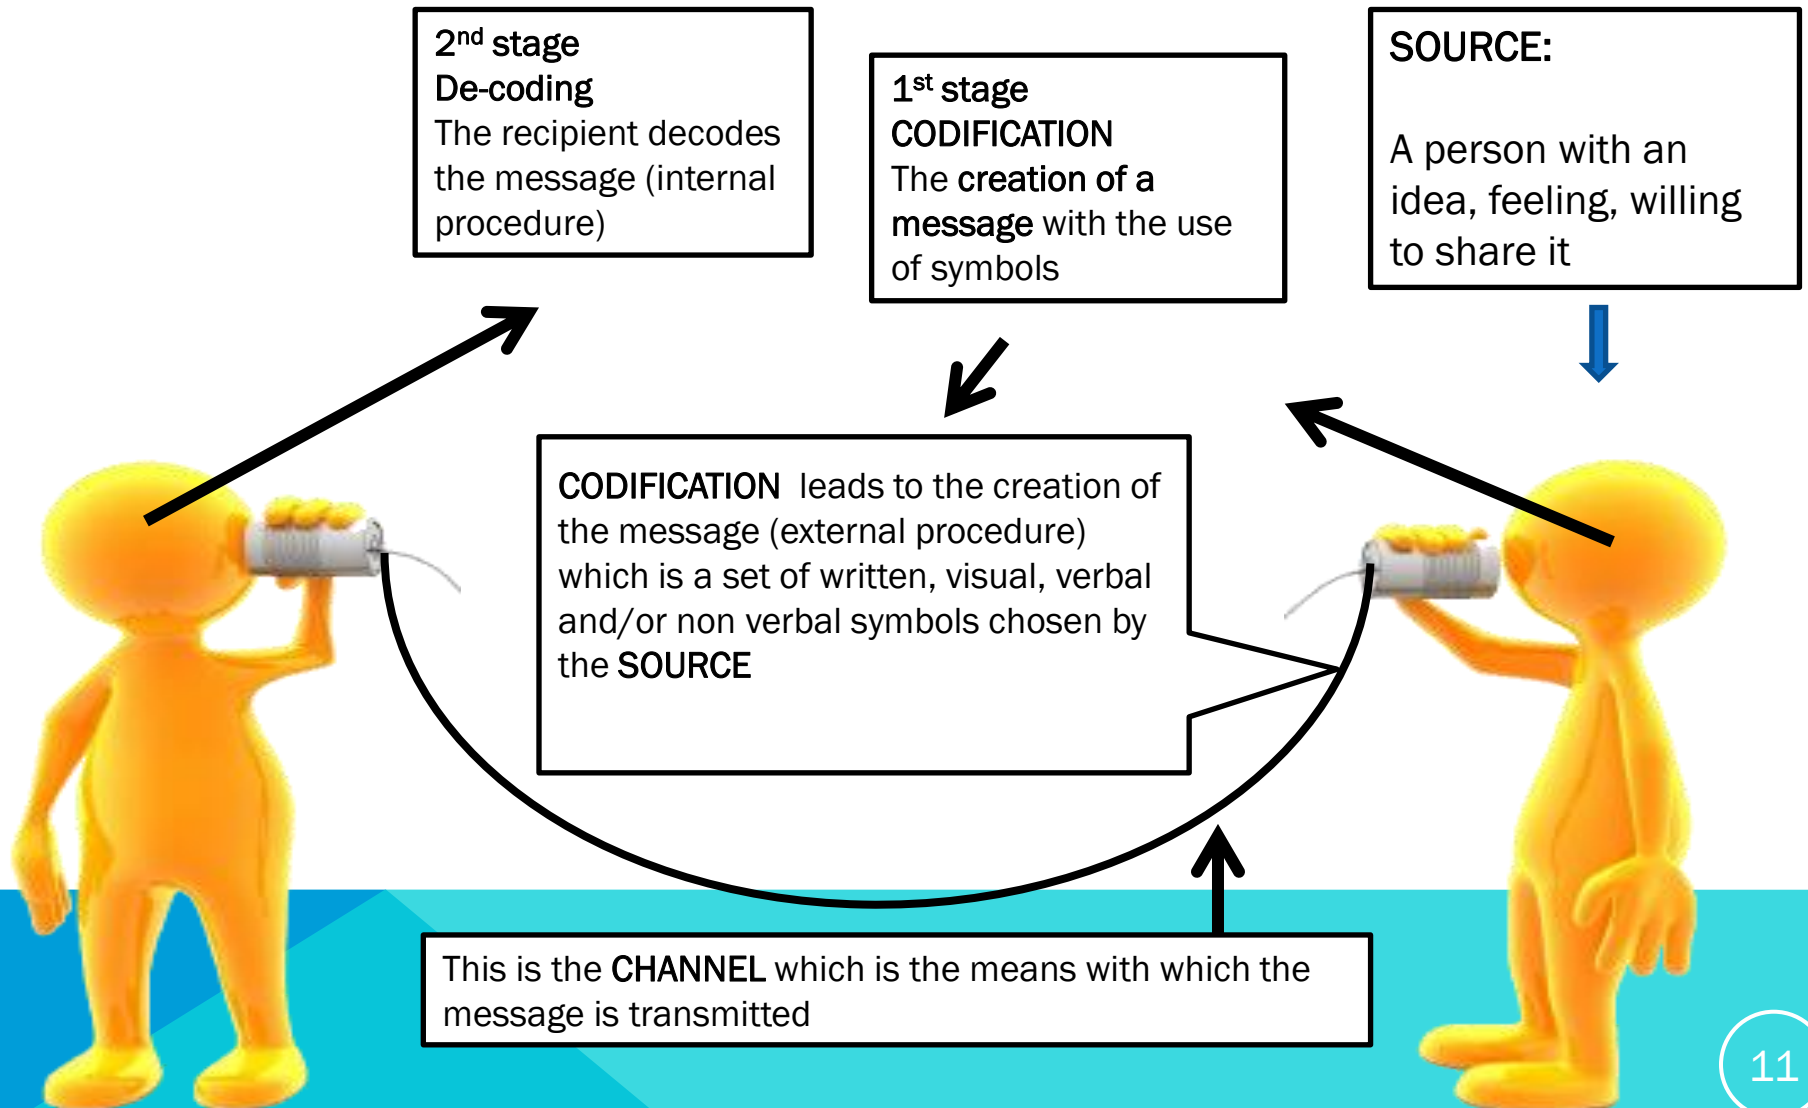 2nd stage
De-coding
The recipient decodes
the message (internal
procedure)
1st stage
CODIFICATION
The creation of a
message with the use
of symbols
SOURCE:
A person with an
idea, feeling, willing
to share it
CODIFICATION leads to the creation of
the message (external procedure)
which is a set of written, visual, verbal
and/or non verbal symbols chosen by
the SOURCE
This is the CHANNEL which is the means with which the
message is transmitted
11